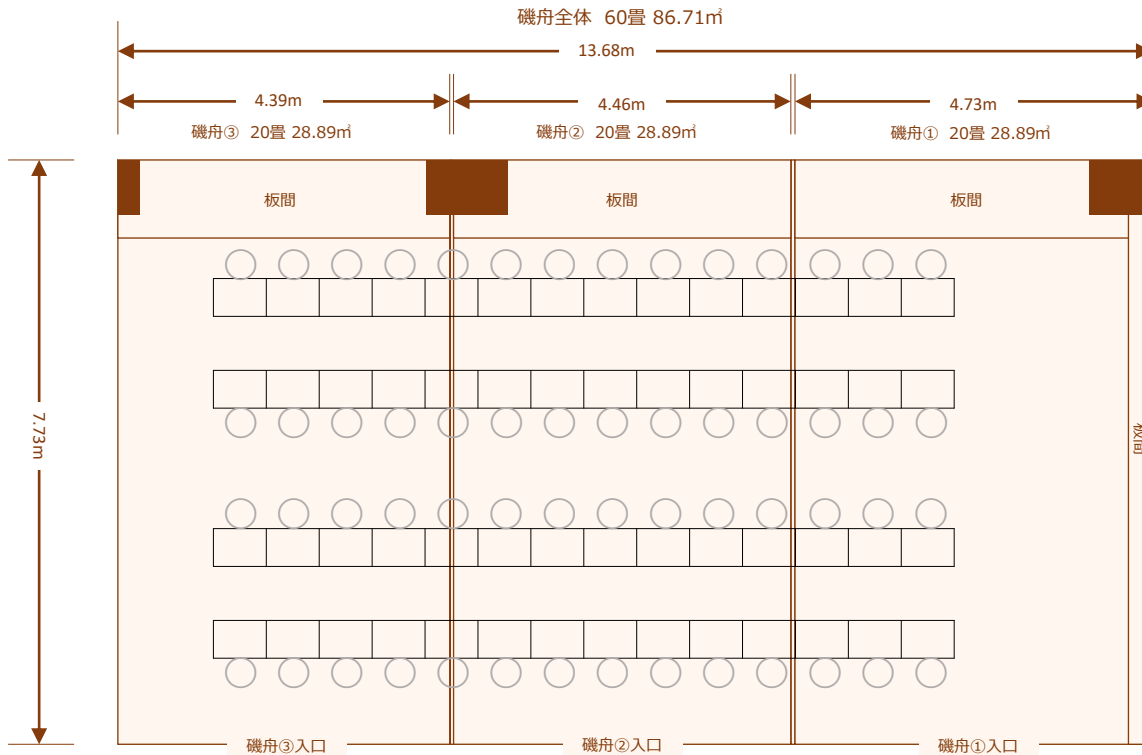 磯舟全体 60畳 86.71㎡
13.68m
4.39m
4.46m
4.73m
磯舟③ 20畳 28.89㎡
磯舟② 20畳 28.89㎡
磯舟① 20畳 28.89㎡
板間
板間
板間
7.73m
板間
磯舟③入口
磯舟②入口
磯舟①入口